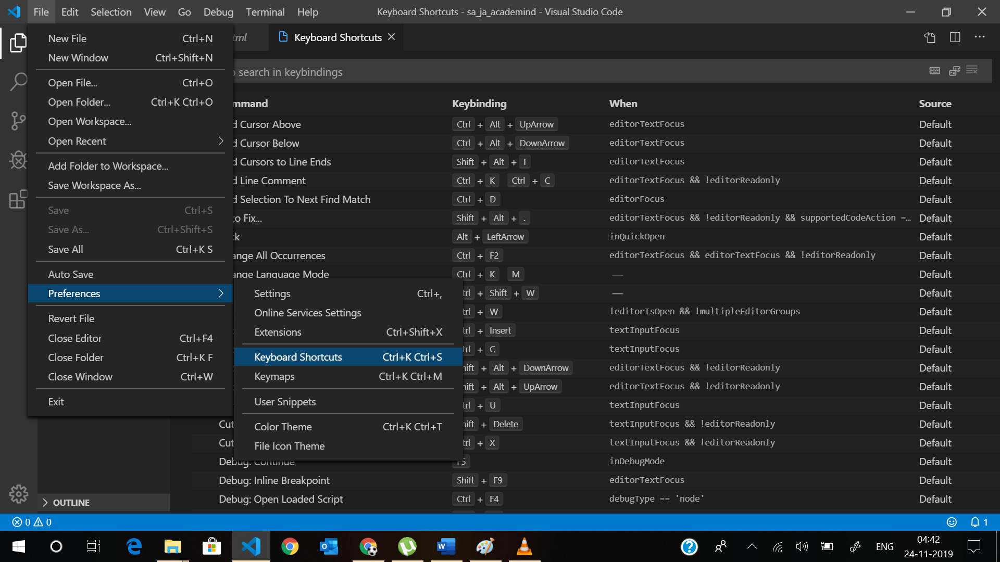 File Edit Selection View Go Debug Terminal Help
Keyboard Shortcuts - sa_ja_academind - Visual Studio Code
Keyboard Shortcuts
New File Ctrl+N
New Window Ctrl+Shift+N
Open File... Ctrl+O
Open Folder... Ctrl+K Ctrl+O
Open Workspace...
Open Recent
Add Folder to Workspace...
Save Workspace As...
Save Ctrl+S
Save As... Ctrl+Shift+S
Save All Ctrl+K S
Auto Save
Preferences
Revert File
Close Editor Ctrl+F4
Close Folder Ctrl+K F
Close Window Ctrl+W
Exit
Settings Ctrl+,
Online Services Settings
Extensions Ctrl+Shift+X
Keyboard Shortcuts Ctrl+K Ctrl+S
Keymaps Ctrl+K Ctrl+M
User Snippets
Color Theme Ctrl+K Ctrl+T
File Icon Theme
search in keybindings
mmand Keybinding When Source
d Cursor Above Ctrl + Alt + UpArrow editorTextFocus Default
d Cursor Below Ctrl + Alt + DownArrow editorTextFocus Default
d Cursors to Line Ends Shift + Alt + I editorTextFocus Default
d Line Comment Ctrl + K Ctrl + C editorTextFocus && !editorReadonly Default
d Selection To Next Find Match Ctrl + D editorFocus Default
to Fix... Shift + Alt + . editorTextFocus && !editorReadonly && supportedCodeAction =... Default
k Alt + LeftArrow inQuickOpen Default
ange All Occurrences Ctrl + F2 editorTextFocus && editorTextFocus && !editorReadonly Default
ange Language Mode Ctrl + K M — Default
trl + Shift + W — Default
trl + W !editorIsOpen && !multipleEditorGroups Default
trl + Insert textInputFocus Default
trl + C textInputFocus Default
hift + Alt + DownArrow editorTextFocus && !editorReadonly Default
hift + Alt + UpArrow editorTextFocus && !editorReadonly Default
trl + U textInputFocus Default
Cut hift + Delete textInputFocus && !editorReadonly Default
Cut trl + X textInputFocus && !editorReadonly Default
Debug: Continue F5 inDebugMode Default
Debug: Inline Breakpoint Shift + F9 editorTextFocus Default
Debug: Open Loaded Script Ctrl + F4 debugType == 'node' Default
OUTLINE
0 0
1
ENG
04:42
24-11-2019